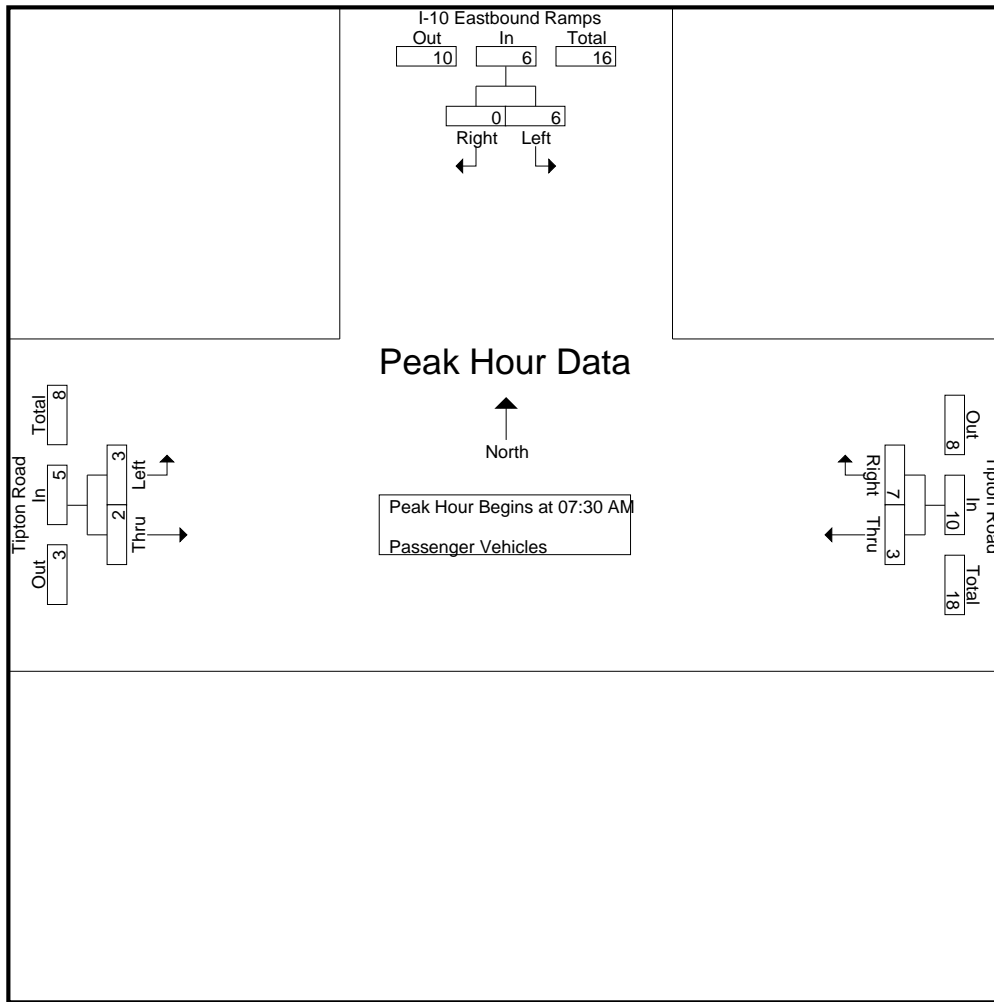 I-10 Eastbound Ramps
Out In Total
10 6 16
0 6
Right Left
Peak Hour Data
North
Peak Hour Begins at 07:30 AM
Passenger Vehicles
Tipton Road
Total In Out
8 5 3
3 2
Left Thru
Tipton Road
Out In Total
8 10 18
7 3
Right Thru